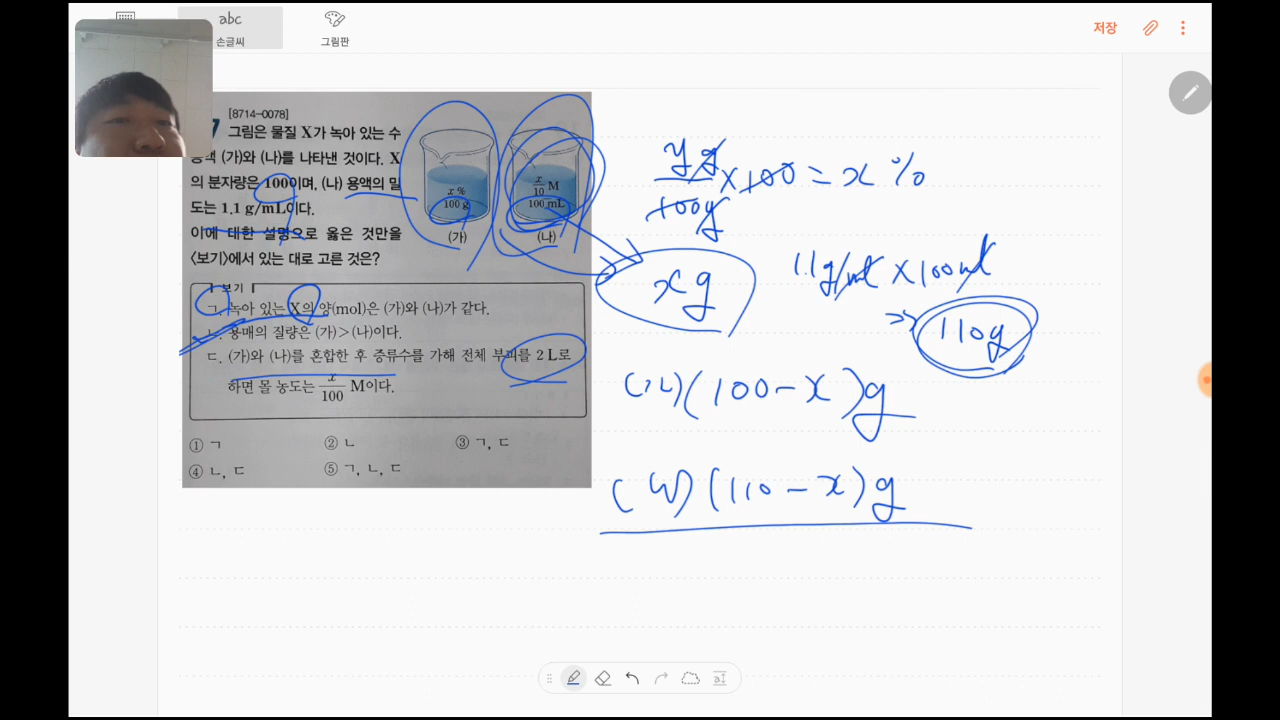 abc
손글씨
그림판
저장
[8714-0078]
7 그림은 물질 X가 녹아 있는 수
용액 (가)와 (나)를 나타낸 것이다. X
의 분자량은 100이며, (나) 용액의 밀
도는 1.1 g/mL이다.
이에 대한 설명으로 옳은 것만을
<보기>에서 있는 대로 고른 것은?
x %
100 g
(가)
x/10 M
100 mL
(나)
보기
ㄱ. 녹아 있는 X의 양(mol)은 (가)와 (나)가 같다.
ㄴ. 용매의 질량은 (가)>(나)이다.
ㄷ. (가)와 (나)를 혼합한 후 증류수를 가해 전체 부피를 2 L로
하면 몰 농도는 x/100 M이다.
① ㄱ ② ㄴ ③ ㄱ, ㄷ
④ ㄴ, ㄷ ⑤ ㄱ, ㄴ, ㄷ
g
y g / 100g × 100 = x %
x g
1.1g/ml × 100ml
⇒ 110g
(가) (100 - x) g
(나) (110 - x) g